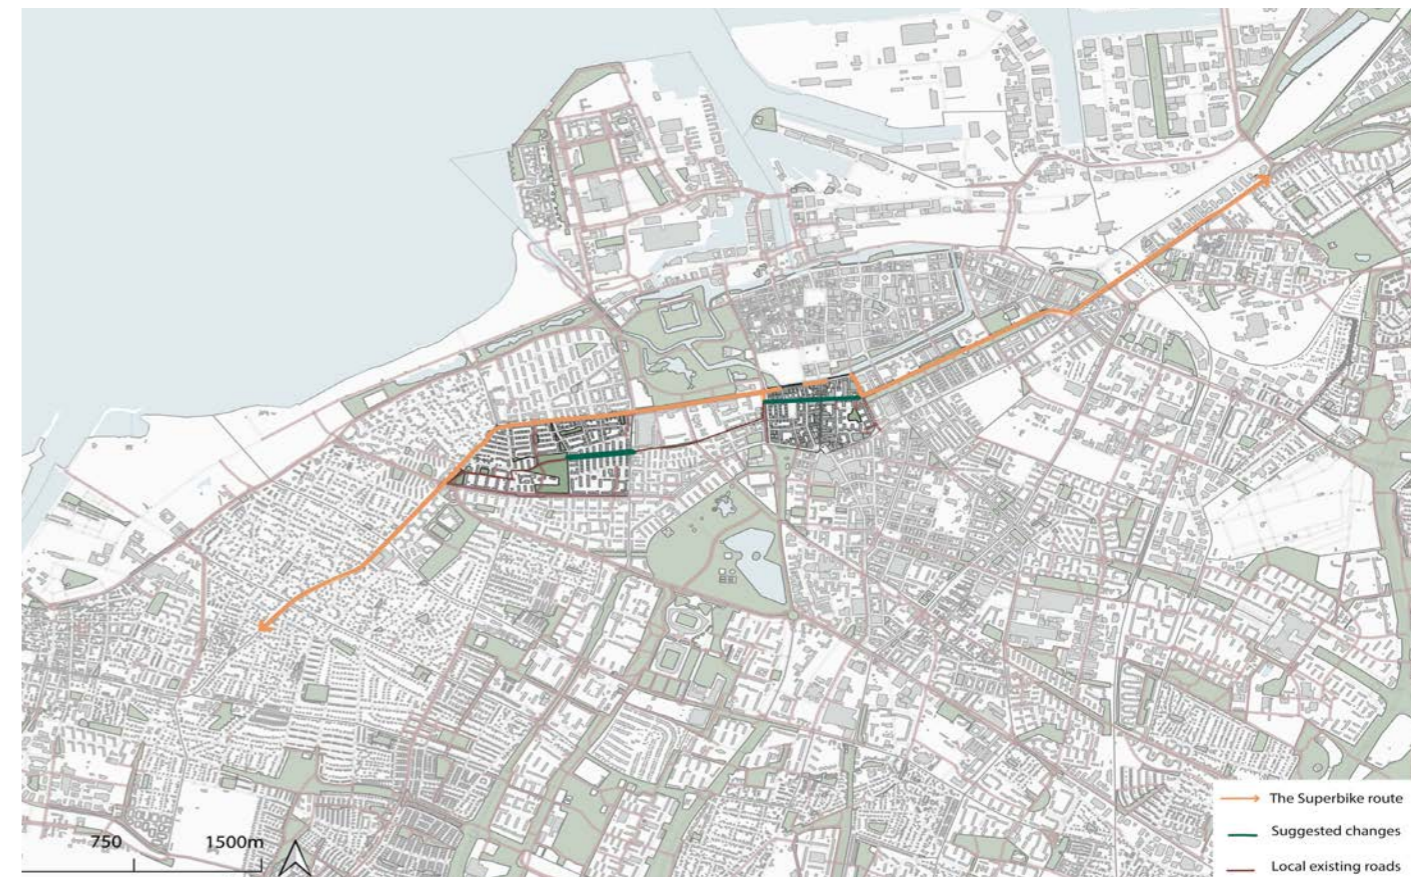 The Superbike route
Suggested changes
Local existing roads
750 1500m